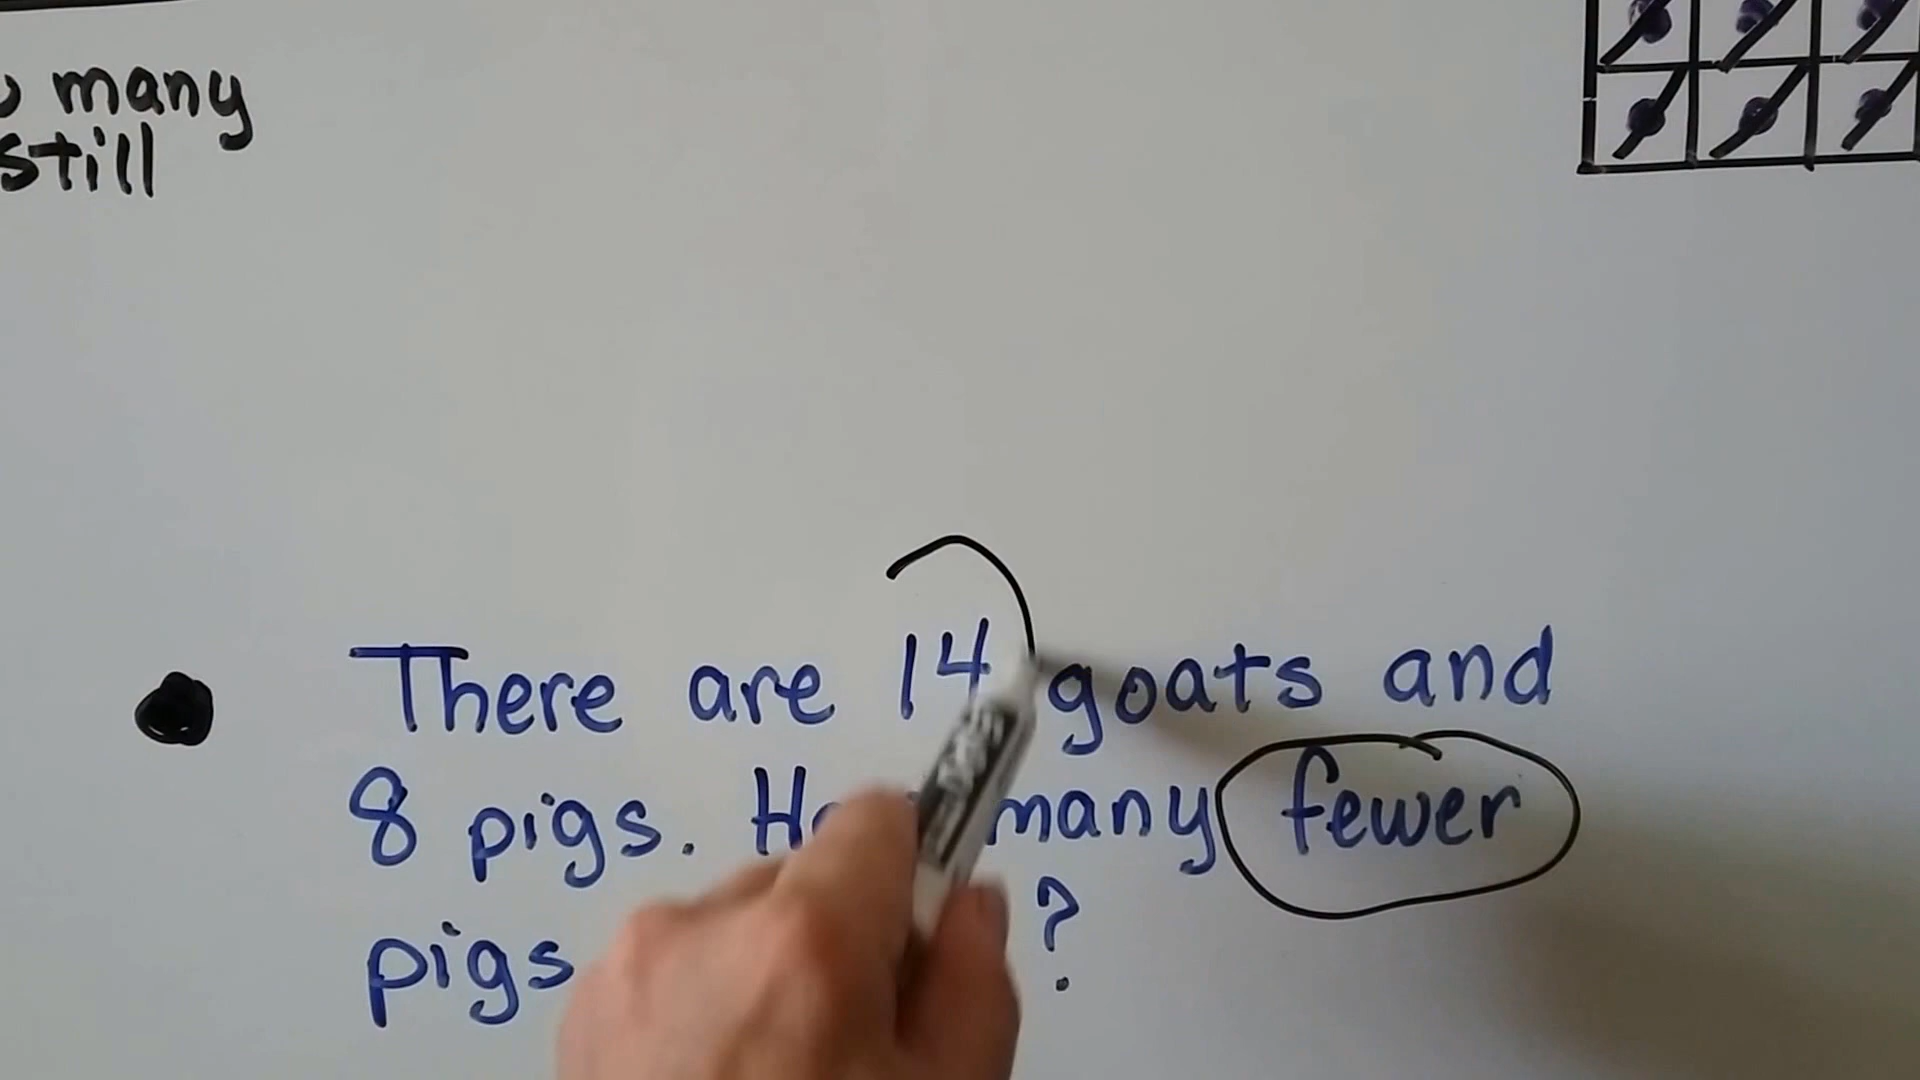 many
still
There are 14 goats and
8 pigs. many fewer
pigs ?